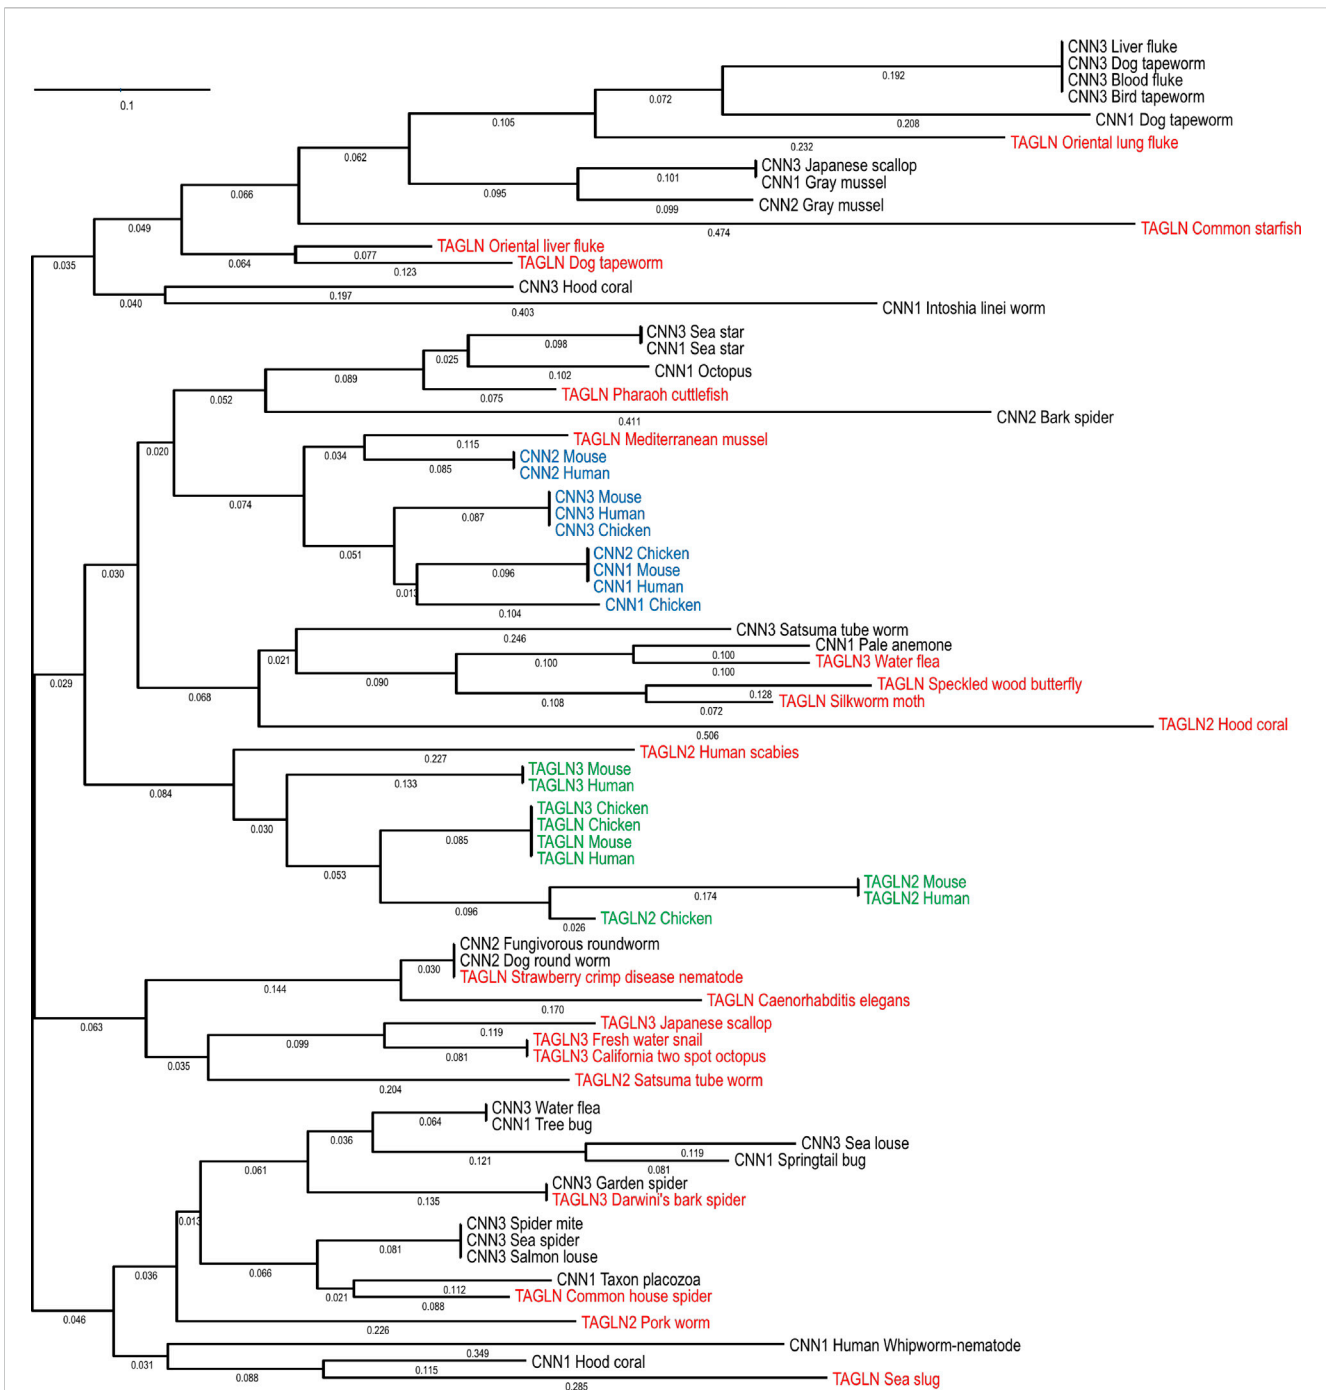 CNN3 Liver fluke
CNN3 Dog tapeworm
0.192
CNN3 Blood fluke
0.1
0.072
CNN3 Bird tapeworm
CNN1 Dog tapeworm
0.105
0.208
TAGLN Oriental lung fluke
0.232
0.062
CNN3 Japanese scallop
0.101
CNN1 Gray mussel
0.066
0.095
CNN2 Gray mussel
0.099
0.049
TAGLN Common starfish
0.474
TAGLN Oriental liver fluke
0.077
0.035
0.064
TAGLN Dog tapeworm
0.123
CNN3 Hood coral
0.197
0.040
CNN1 Intoshia linei worm
0.403
CNN3 Sea star
0.098
CNN1 Sea star
0.025
CNN1 Octopus
0.089
0.102
TAGLN Pharaoh cuttlefish
0.075
0.052
CNN2 Bark spider
0.411
TAGLN Mediterranean mussel
0.115
0.020
0.034
CNN2 Mouse
0.085
CNN2 Human
0.074
CNN3 Mouse
0.087
CNN3 Human
CNN3 Chicken
0.051
CNN2 Chicken
0.096
CNN1 Mouse
0.030
CNN1 Human
0.013
CNN1 Chicken
0.104
CNN3 Satsuma tube worm
0.246
CNN1 Pale anemone
0.021
0.100
0.100
TAGLN3 Water flea
0.100
0.029
0.090
TAGLN Speckled wood butterfly
0.068
0.128
0.108
TAGLN Silkworm moth
0.072
TAGLN2 Hood coral
0.506
TAGLN2 Human scabies
0.227
TAGLN3 Mouse
0.133
TAGLN3 Human
0.084
TAGLN3 Chicken
0.030
TAGLN Chicken
0.085
TAGLN Mouse
TAGLN Human
0.053
TAGLN2 Mouse
0.174
TAGLN2 Human
0.096
TAGLN2 Chicken
0.026
CNN2 Fungivorous roundworm
CNN2 Dog round worm
0.030
TAGLN Strawberry crimp disease nematode
0.144
TAGLN Caenorhabditis elegans
0.170
0.063
TAGLN3 Japanese scallop
0.119
TAGLN3 Fresh water snail
0.099
0.081
TAGLN3 California two spot octopus
0.035
TAGLN2 Satsuma tube worm
0.204
CNN3 Water flea
0.064
CNN1 Tree bug
0.036
CNN3 Sea louse
0.119
0.121
CNN1 Springtail bug
0.081
0.061
CNN3 Garden spider
0.135
TAGLN3 Darwini's bark spider
0.013
CNN3 Spider mite
CNN3 Sea spider
0.081
CNN3 Salmon louse
0.036
0.066
CNN1 Taxon placozoa
0.112
0.021
TAGLN Common house spider
0.088
0.046
TAGLN2 Pork worm
0.226
CNN1 Human Whipworm-nematode
0.349
0.031
CNN1 Hood coral
0.115
0.088
TAGLN Sea slug
0.285